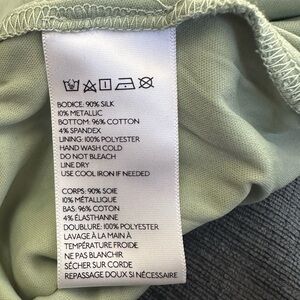 BODICE: 90% SILK
10% METALLIC
BOTTOM: 96% COTTON
4% SPANDEX
LINING: 100% POLYESTER
HAND WASH COLD
DO NOT BLEACH
LINE DRY
USE COOL IRON IF NEEDED
CORPS: 90% SOIE
10% MÉTALLIQUE
BAS: 96% COTON
4% ÉLASTHANNE
DOUBLURE: 100% POLYESTER
LAVAGE À LA MAIN À
TEMPÉRATURE FROIDE
NE PAS BLANCHIR
SÉCHER SUR CORDE
REPASSAGE DOUX SI NÉCESSAIRE